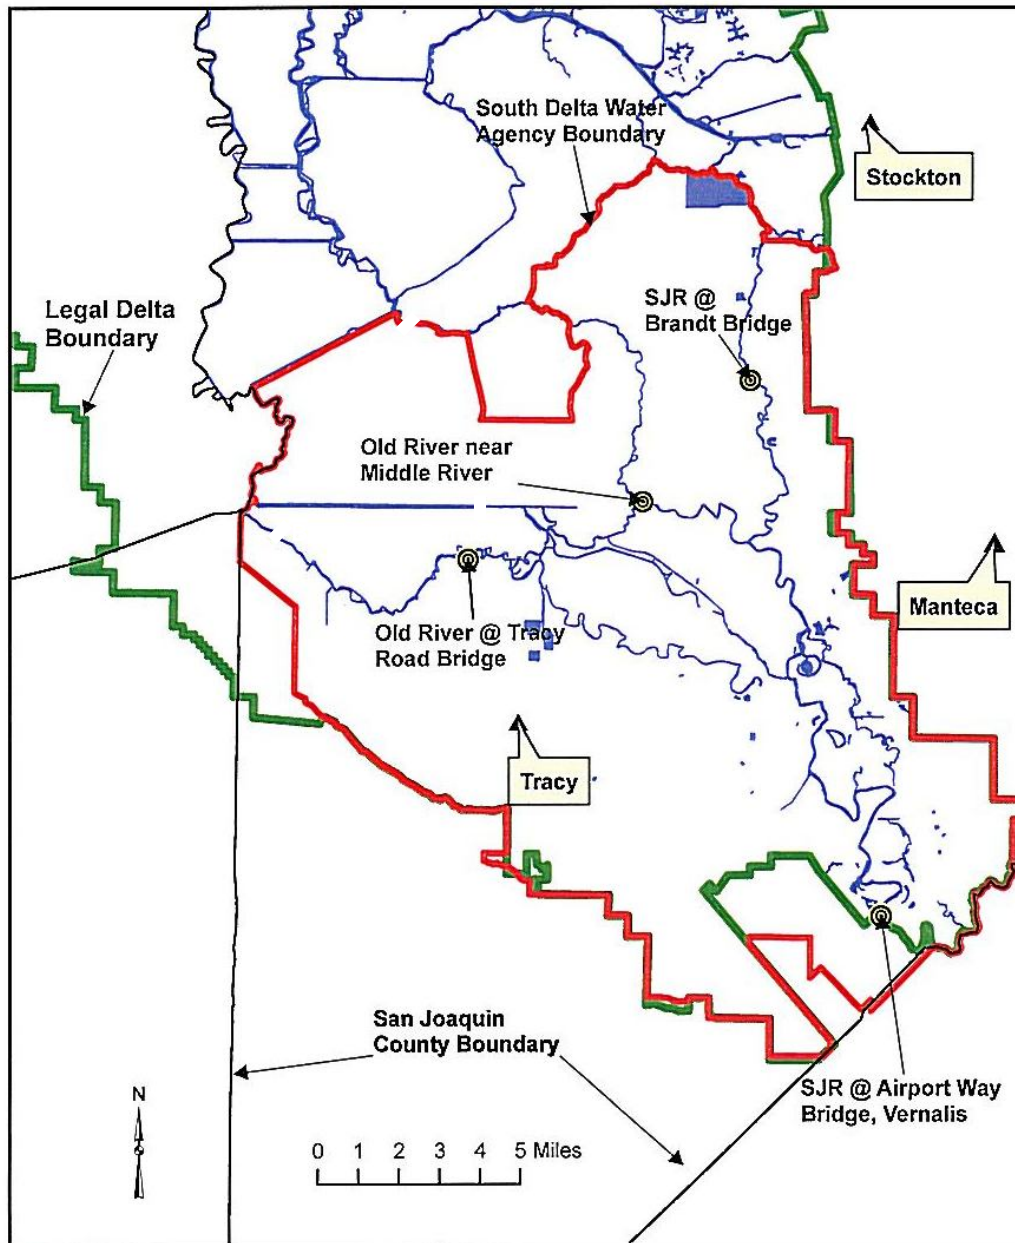 South Delta Water
Agency Boundary
Stockton
Legal Delta
Boundary
SJR @
Brandt Bridge
Old River near
Middle River
Manteca
Old River @ Tracy
Road Bridge
Tracy
San Joaquin
County Boundary
SJR @ Airport Way
Bridge, Vernalis
N
0 1 2 3 4 5 Miles